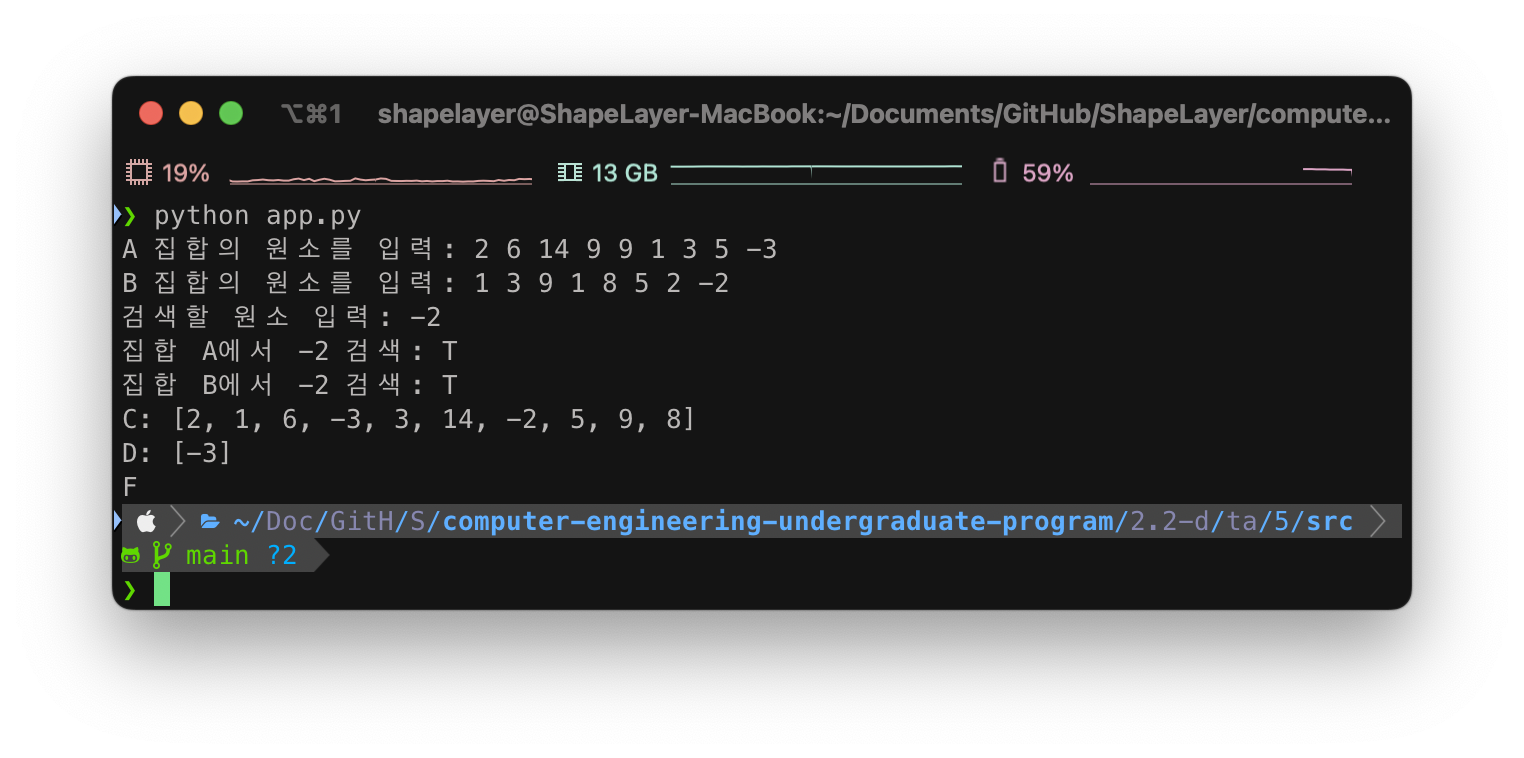 ⌥⌘1 shapelayer@ShapeLayer-MacBook:~/Documents/GitHub/ShapeLayer/compute...
19% 13 GB 59%
❯ python app.py
A 집합의 원소를 입력: 2 6 14 9 9 1 3 5 -3
B 집합의 원소를 입력: 1 3 9 1 8 5 2 -2
검색할 원소 입력: -2
집합 A에서 -2 검색: T
집합 B에서 -2 검색: T
C: [2, 1, 6, -3, 3, 14, -2, 5, 9, 8]
D: [-3]
F
~/Doc/GitH/S/computer-engineering-undergraduate-program/2.2-d/ta/5/src
main ?2
❯